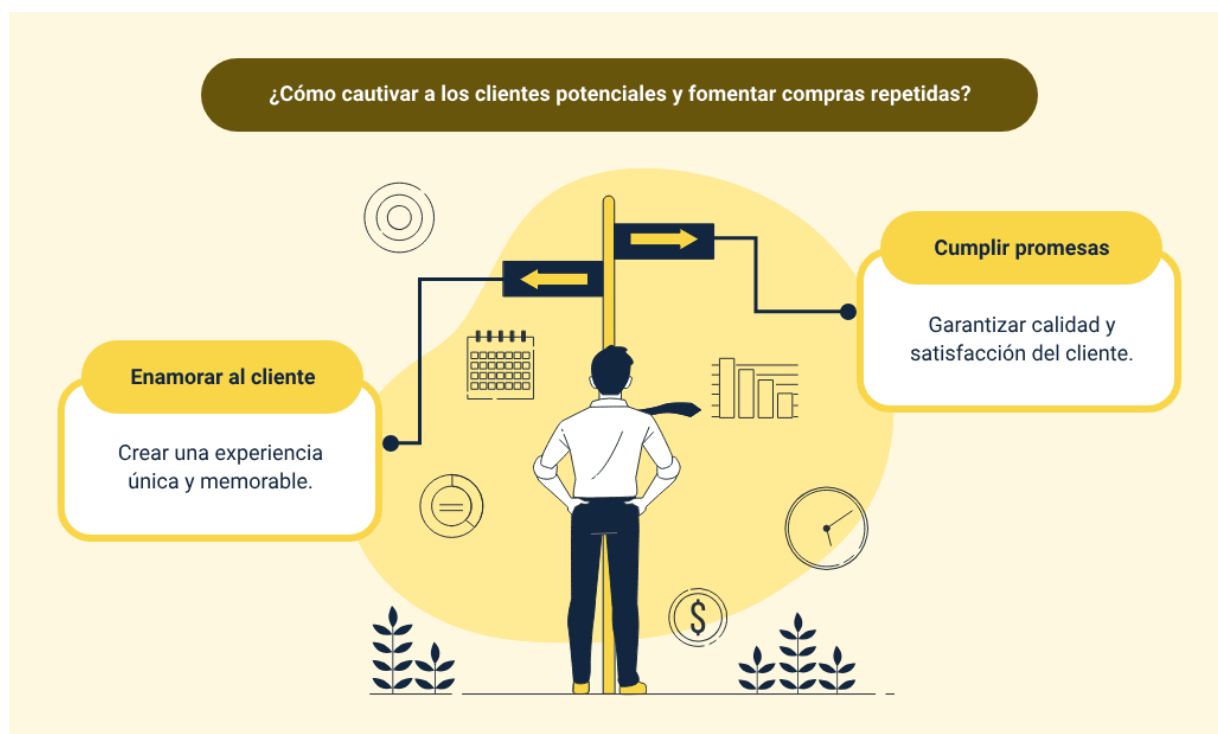 ¿Cómo cautivar a los clientes potenciales y fomentar compras repetidas?
Cumplir promesas
Garantizar calidad y
satisfacción del cliente.
Enamorar al cliente
Crear una experiencia
única y memorable.
$